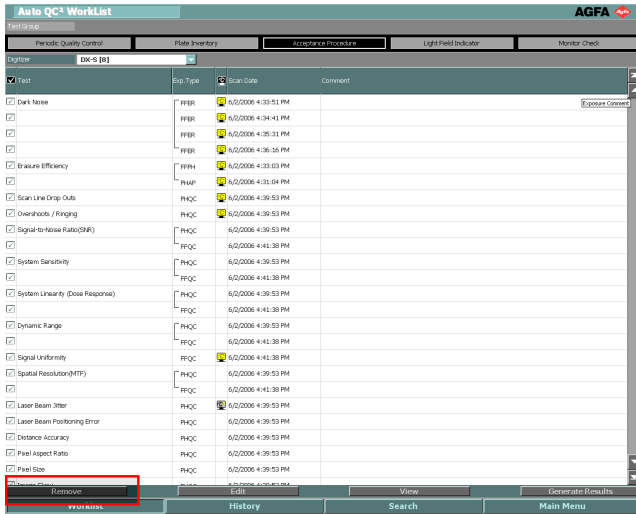 Auto QC² WorkList
AGFA
Agfa
Test Group
Periodic Quality Control Plate Inventory Acceptance Procedure Light Field Indicator Monitor Check
Digitizer DX-S [8]
Test Exp.Type Scan Date Comment
Dark Noise FFER 6/2/2006 4:33:51 PM Exposure Comment
FFER 6/2/2006 4:34:41 PM
FFER 6/2/2006 4:35:31 PM
FFER 6/2/2006 4:36:16 PM
Erasure Efficiency FFPH 6/2/2006 4:33:03 PM
PHAP 6/2/2006 4:31:04 PM
Scan Line Drop Outs PHQC 6/2/2006 4:39:53 PM
Overshoots / Ringing PHQC 6/2/2006 4:39:53 PM
Signal-to-Noise Ratio(SNR) PHQC 6/2/2006 4:39:53 PM
FFQC 6/2/2006 4:41:38 PM
System Sensitivity PHQC 6/2/2006 4:39:53 PM
FFQC 6/2/2006 4:41:38 PM
System Linearity (Dose Response) PHQC 6/2/2006 4:39:53 PM
FFQC 6/2/2006 4:41:38 PM
Dynamic Range PHQC 6/2/2006 4:39:53 PM
FFQC 6/2/2006 4:41:38 PM
Signal Uniformity FFQC 6/2/2006 4:41:38 PM
Spatial Resolution(MTF) PHQC 6/2/2006 4:39:53 PM
FFQC 6/2/2006 4:41:38 PM
Laser Beam Jitter PHQC 6/2/2006 4:39:53 PM
Laser Beam Positioning Error PHQC 6/2/2006 4:39:53 PM
Distance Accuracy PHQC 6/2/2006 4:39:53 PM
Pixel Aspect Ratio PHQC 6/2/2006 4:39:53 PM
Pixel Size PHQC 6/2/2006 4:39:53 PM
Remove Edit View Generate Results
Worklist History Search Main Menu